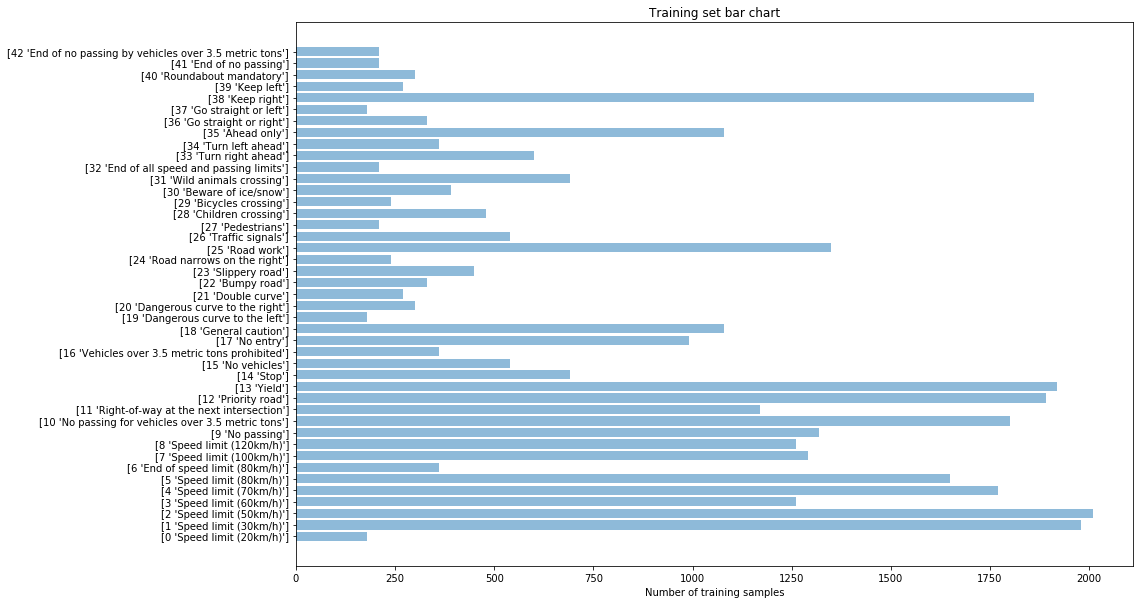 Training set bar chart
[42 'End of no passing by vehicles over 3.5 metric tons']
[41 'End of no passing']
[40 'Roundabout mandatory']
[39 'Keep left']
[38 'Keep right']
[37 'Go straight or left']
[36 'Go straight or right']
[35 'Ahead only']
[34 'Turn left ahead']
[33 'Turn right ahead']
[32 'End of all speed and passing limits']
[31 'Wild animals crossing']
[30 'Beware of ice/snow']
[29 'Bicycles crossing']
[28 'Children crossing']
[27 'Pedestrians']
[26 'Traffic signals']
[25 'Road work']
[24 'Road narrows on the right']
[23 'Slippery road']
[22 'Bumpy road']
[21 'Double curve']
[20 'Dangerous curve to the right']
[19 'Dangerous curve to the left']
[18 'General caution']
[17 'No entry']
[16 'Vehicles over 3.5 metric tons prohibited']
[15 'No vehicles']
[14 'Stop']
[13 'Yield']
[12 'Priority road']
[11 'Right-of-way at the next intersection']
[10 'No passing for vehicles over 3.5 metric tons']
[9 'No passing']
[8 'Speed limit (120km/h)']
[7 'Speed limit (100km/h)']
[6 'End of speed limit (80km/h)']
[5 'Speed limit (80km/h)']
[4 'Speed limit (70km/h)']
[3 'Speed limit (60km/h)']
[2 'Speed limit (50km/h)']
[1 'Speed limit (30km/h)']
[0 'Speed limit (20km/h)']
0 250 500 750 1000 1250 1500 1750 2000
Number of training samples